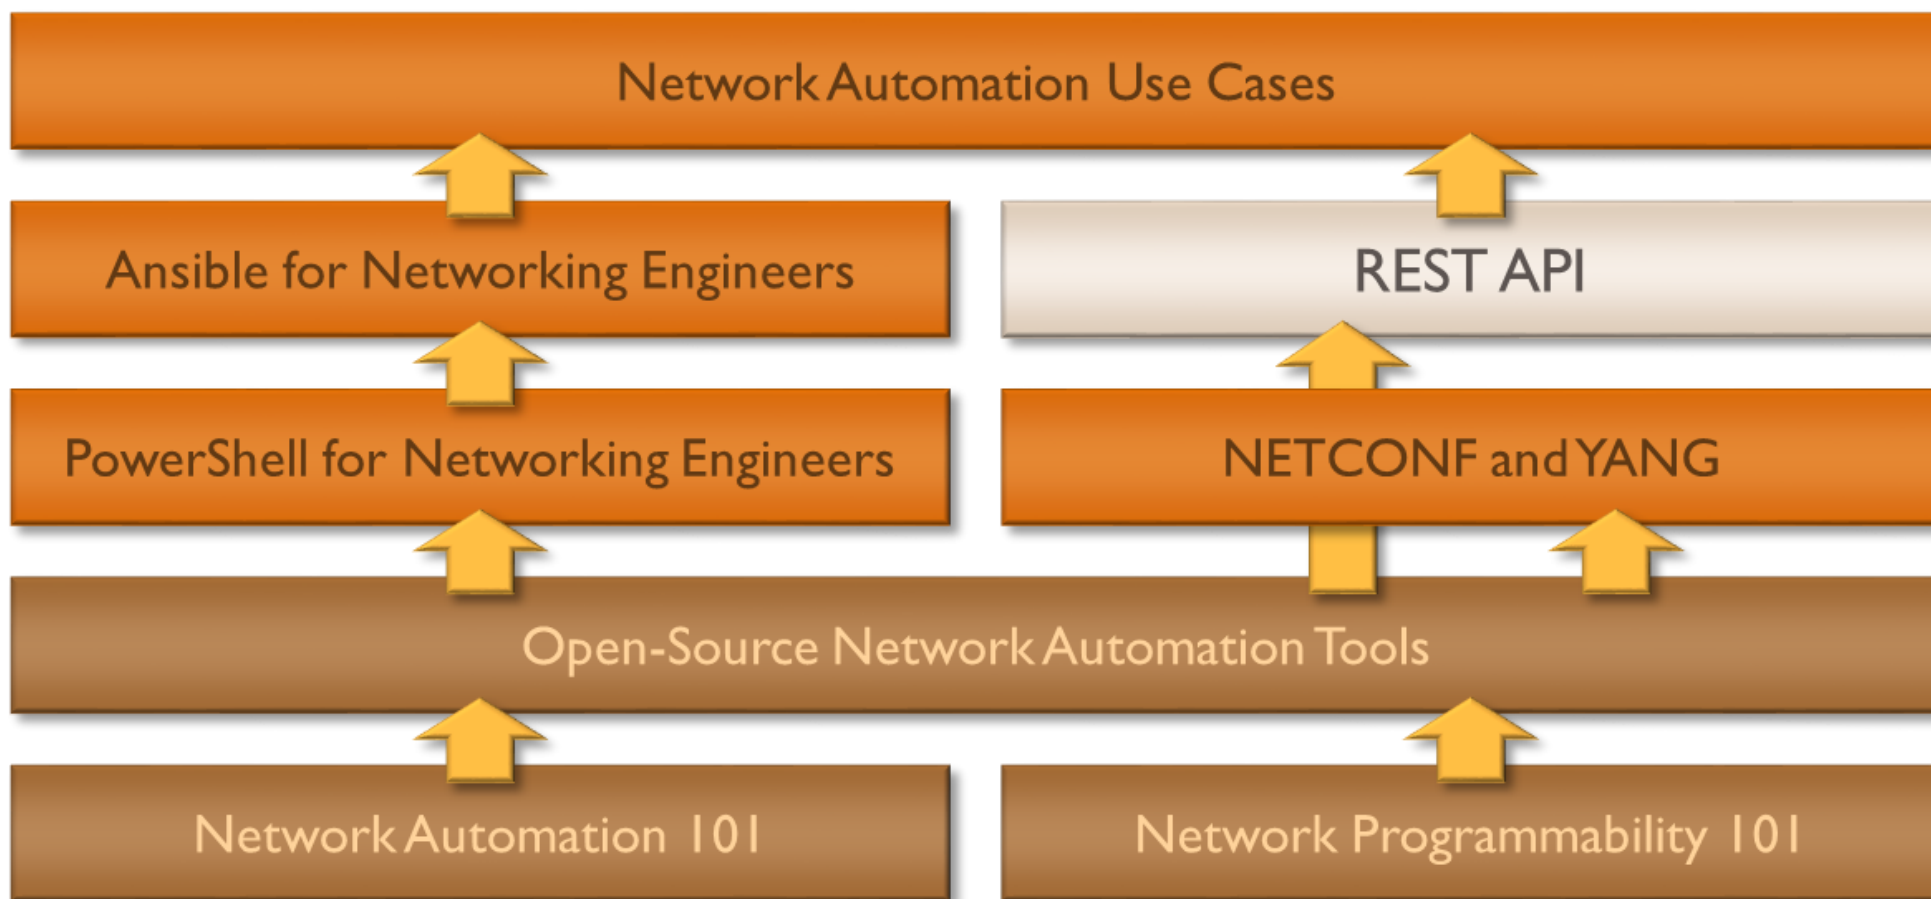 Network Automation Use Cases
Ansible for Networking Engineers
REST API
PowerShell for Networking Engineers
NETCONF and YANG
Open-Source Network Automation Tools
Network Automation 101
Network Programmability 101